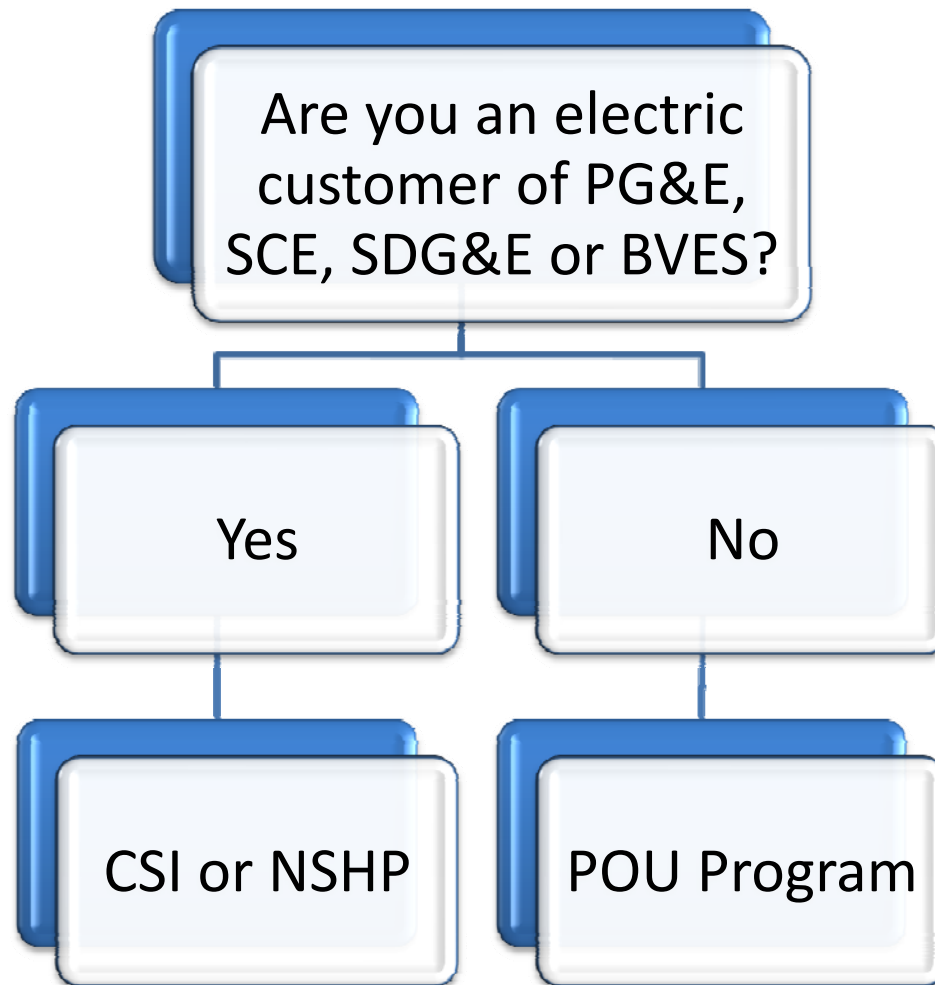 Are you an electric
customer of PG&E,
SCE, SDG&E or BVES?
Yes
No
CSI or NSHP
POU Program